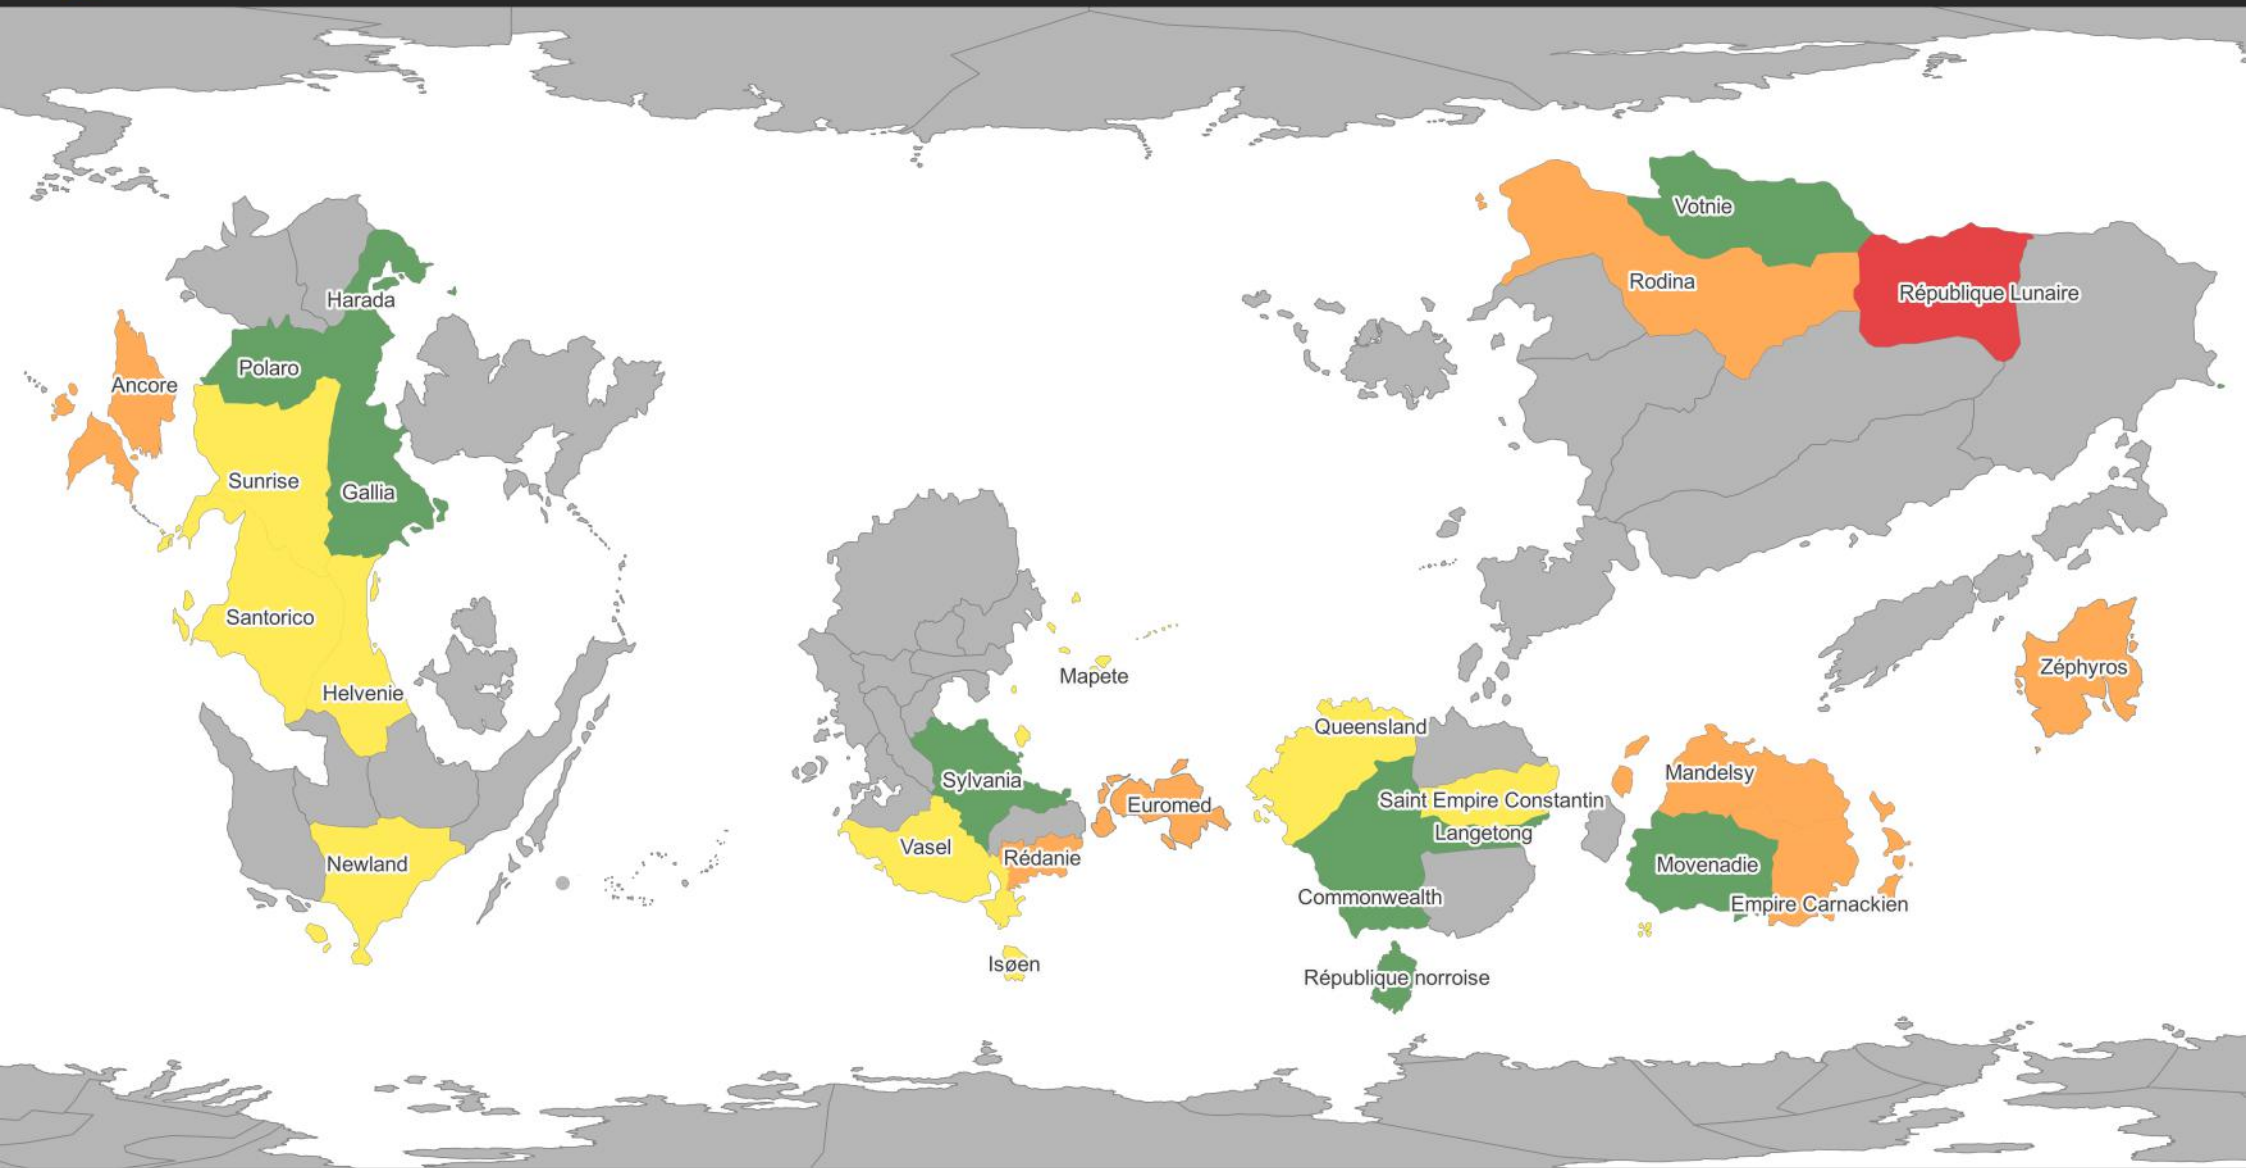 Votnie
Rodina
République Lunaire
Harada
Polaro
Ancore
Sunrise
Gallia
Santorico
Helvenie
Newland
Mapete
Sylvania
Vasel
Rédanie
Euromed
Isøen
Queensland
Saint Empire Constantin
Langetong
Commonwealth
République norroise
Zéphyros
Mandelsy
Movenadie
Empire Carnackien